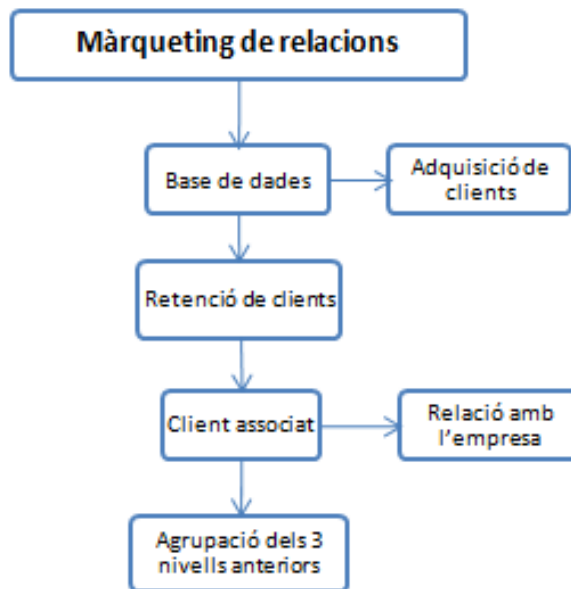 Màrqueting de relacions
Base de dades
Adquisició de
clients
Retenció de clients
Client associat
Relació amb
l'empresa
Agrupació dels 3
nivells anteriors